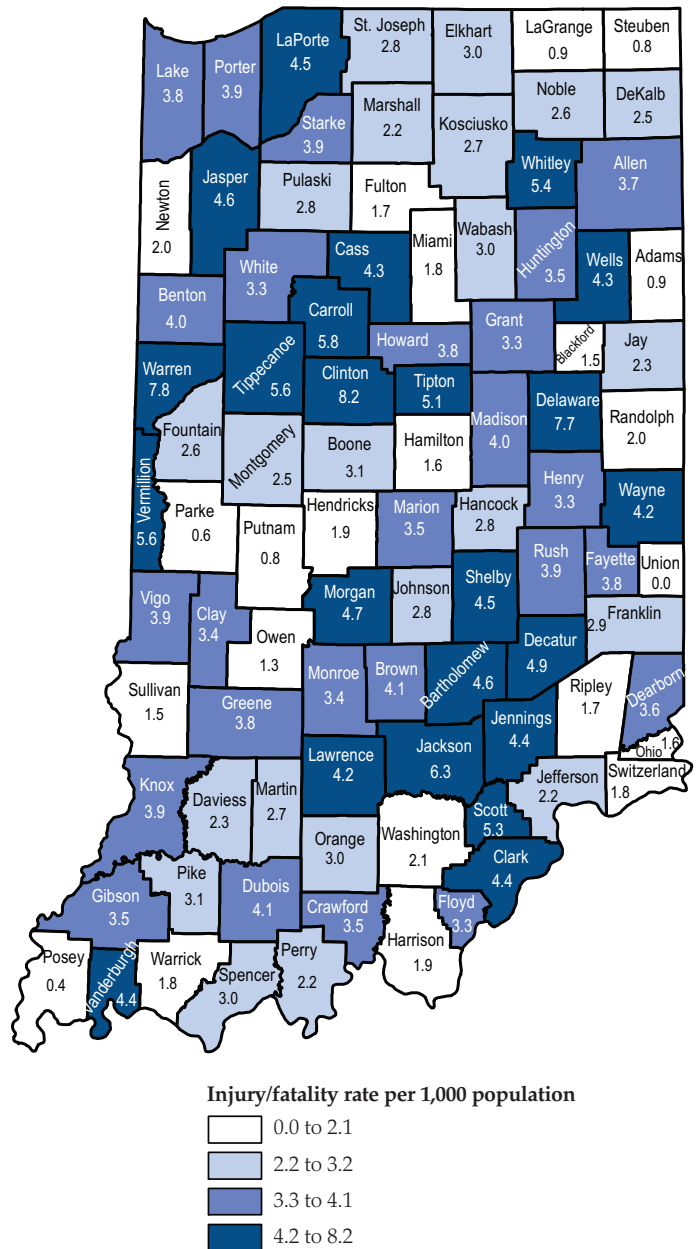 St. Joseph
2.8
Elkhart
3.0
LaGrange
0.9
Steuben
0.8
LaPorte
4.5
Lake
3.8
Porter
3.9
Noble
2.6
DeKalb
2.5
Marshall
2.2
Starke
3.9
Kosciusko
2.7
Whitley
5.4
Allen
3.7
Jasper
4.6
Pulaski
2.8
Fulton
1.7
Newton
2.0
Miami
1.8
Wabash
3.0
Huntington
3.5
Wells
4.3
Adams
0.9
White
3.3
Cass
4.3
Benton
4.0
Carroll
5.8
Howard 3.8
Grant
3.3
Blackford
1.5
Jay
2.3
Warren
7.8
Tippecanoe
5.6
Clinton
8.2
Tipton
5.1
Madison
4.0
Delaware
7.7
Randolph
2.0
Fountain
2.6
Montgomery
2.5
Boone
3.1
Hamilton
1.6
Vermillion
5.6
Parke
0.6
Putnam
0.8
Hendricks
1.9
Marion
3.5
Hancock
2.8
Henry
3.3
Wayne
4.2
Rush
3.9
Fayette
3.8
Union
0.0
Vigo
3.9
Clay
3.4
Morgan
4.7
Johnson
2.8
Shelby
4.5
Franklin
2.9
Owen
1.3
Decatur
4.9
Sullivan
1.5
Greene
3.8
Monroe
3.4
Brown
4.1
Bartholomew
4.6
Ripley
1.7
Dearborn
3.6
Jennings
4.4
Ohio 1.6
Switzerland
1.8
Lawrence
4.2
Jackson
6.3
Jefferson
2.2
Knox
3.9
Daviess
2.3
Martin
2.7
Scott
5.3
Orange
3.0
Washington
2.1
Clark
4.4
Pike
3.1
Gibson
3.5
Dubois
4.1
Crawford
3.5
Floyd
3.3
Harrison
1.9
Posey
0.4
Vanderburgh
4.4
Warrick
1.8
Spencer
3.0
Perry
2.2
Injury/fatality rate per 1,000 population
0.0 to 2.1
2.2 to 3.2
3.3 to 4.1
4.2 to 8.2